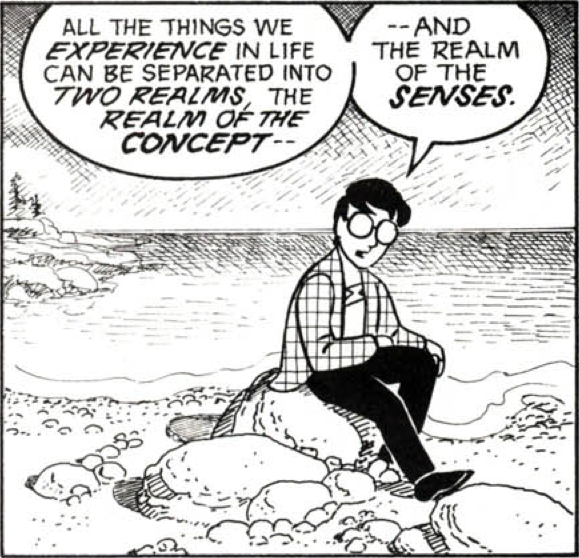 ALL THE THINGS WE
EXPERIENCE IN LIFE
CAN BE SEPARATED INTO
TWO REALMS, THE
REALM OF THE
CONCEPT--
--AND
THE REALM
OF THE
SENSES.